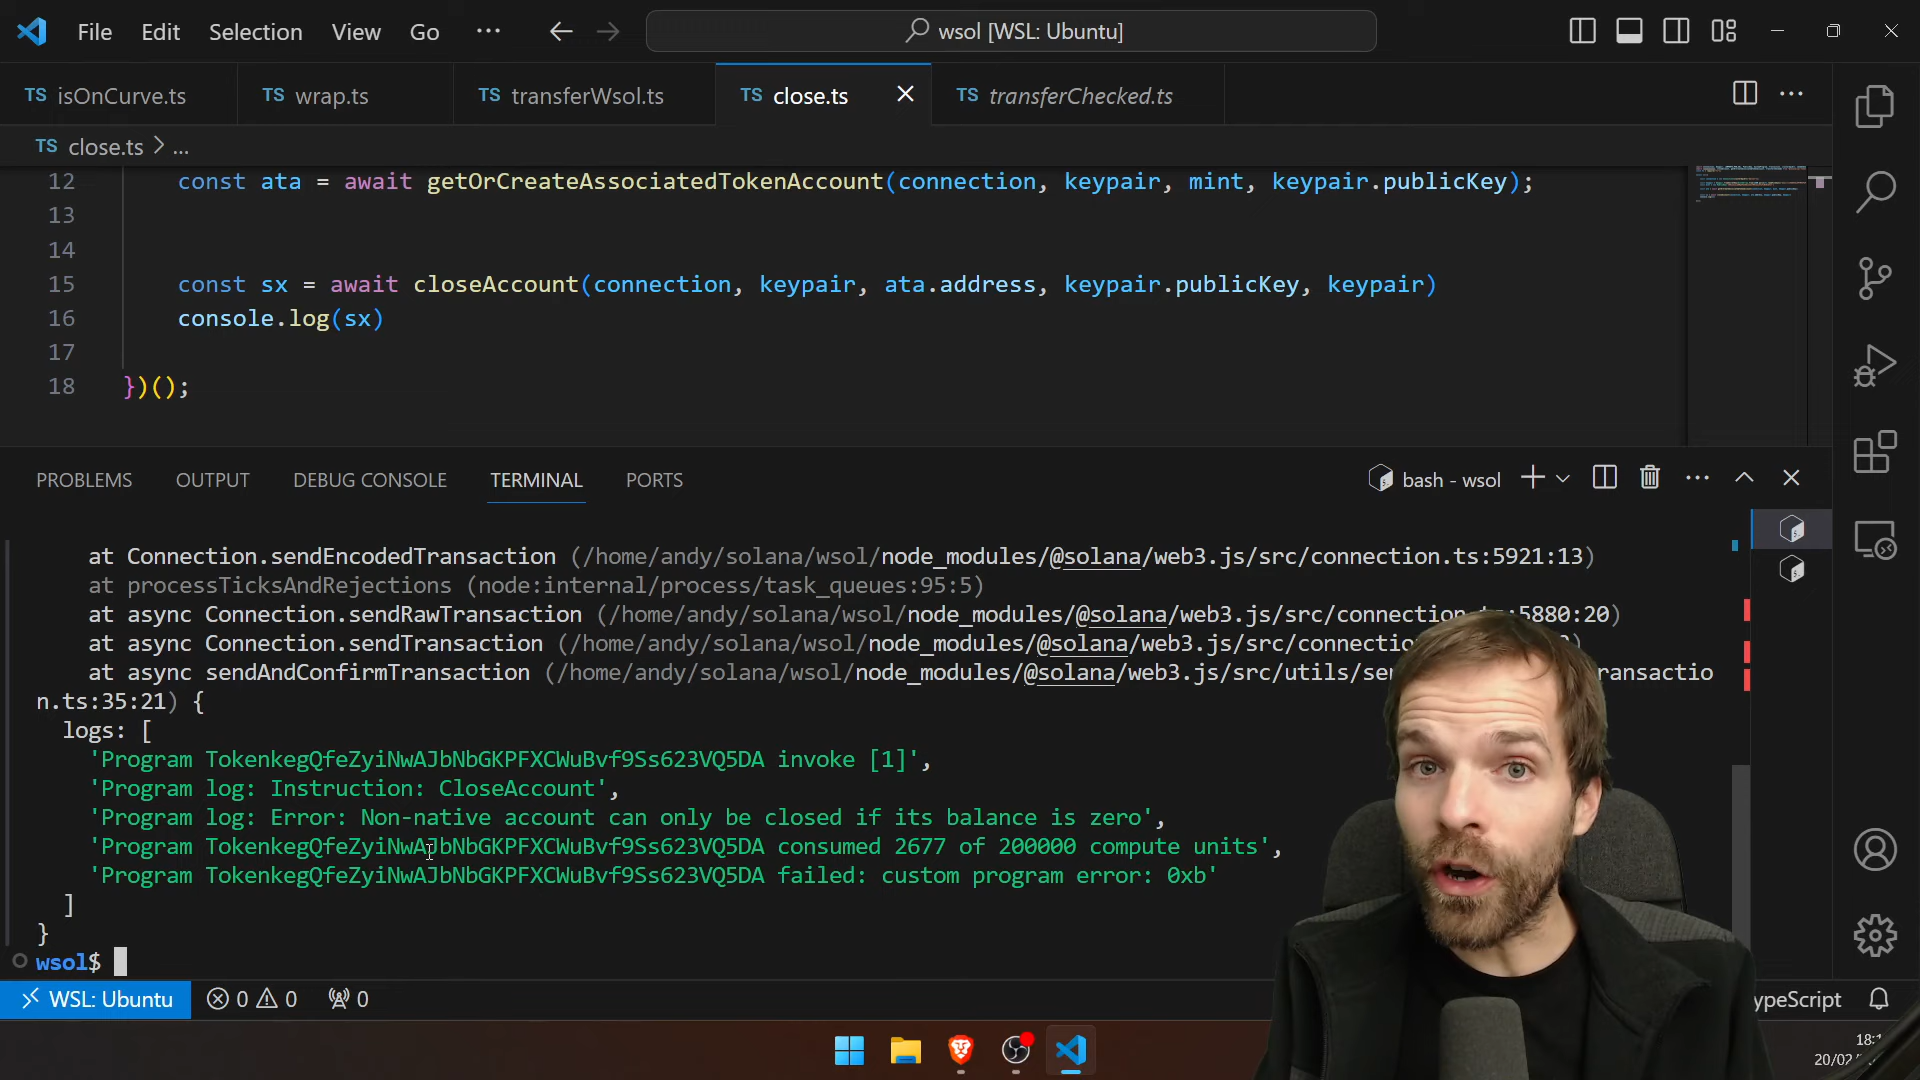 File Edit Selection View Go ··· wsol [WSL: Ubuntu]
TS isOnCurve.ts TS wrap.ts TS transferWsol.ts TS close.ts TS transferChecked.ts
TS close.ts > ...
12 const ata = await getOrCreateAssociatedTokenAccount(connection, keypair, mint, keypair.publicKey);
13
14
15 const sx = await closeAccount(connection, keypair, ata.address, keypair.publicKey, keypair)
16 console.log(sx)
17
18 })();
PROBLEMS OUTPUT DEBUG CONSOLE TERMINAL PORTS bash - wsol
at Connection.sendEncodedTransaction (/home/andy/solana/wsol/node_modules/@solana/web3.js/src/connection.ts:5921:13)
at processTicksAndRejections (node:internal/process/task_queues:95:5)
at async Connection.sendRawTransaction (/home/andy/solana/wsol/node_modules/@solana/web3.js/src/connection.ts:5880:20)
at async Connection.sendTransaction (/home/andy/solana/wsol/node_modules/@solana/web3.js/src/connec
at async sendAndConfirmTransaction (/home/andy/solana/wsol/node_modules/@solana/web3.js/src/utils/se ransactio
n.ts:35:21) {
logs: [
'Program TokenkegQfeZyiNwAJbNbGKPFXCWuBvf9Ss623VQ5DA invoke [1]',
'Program log: Instruction: CloseAccount',
'Program log: Error: Non-native account can only be closed if its balance is zero',
'Program TokenkegQfeZyiNwAJbNbGKPFXCWuBvf9Ss623VQ5DA consumed 2677 of 200000 compute units',
'Program TokenkegQfeZyiNwAJbNbGKPFXCWuBvf9Ss623VQ5DA failed: custom program error: 0xb'
]
}
wsol$
WSL: Ubuntu 0 0 0 ypeScript
18:
20/02/